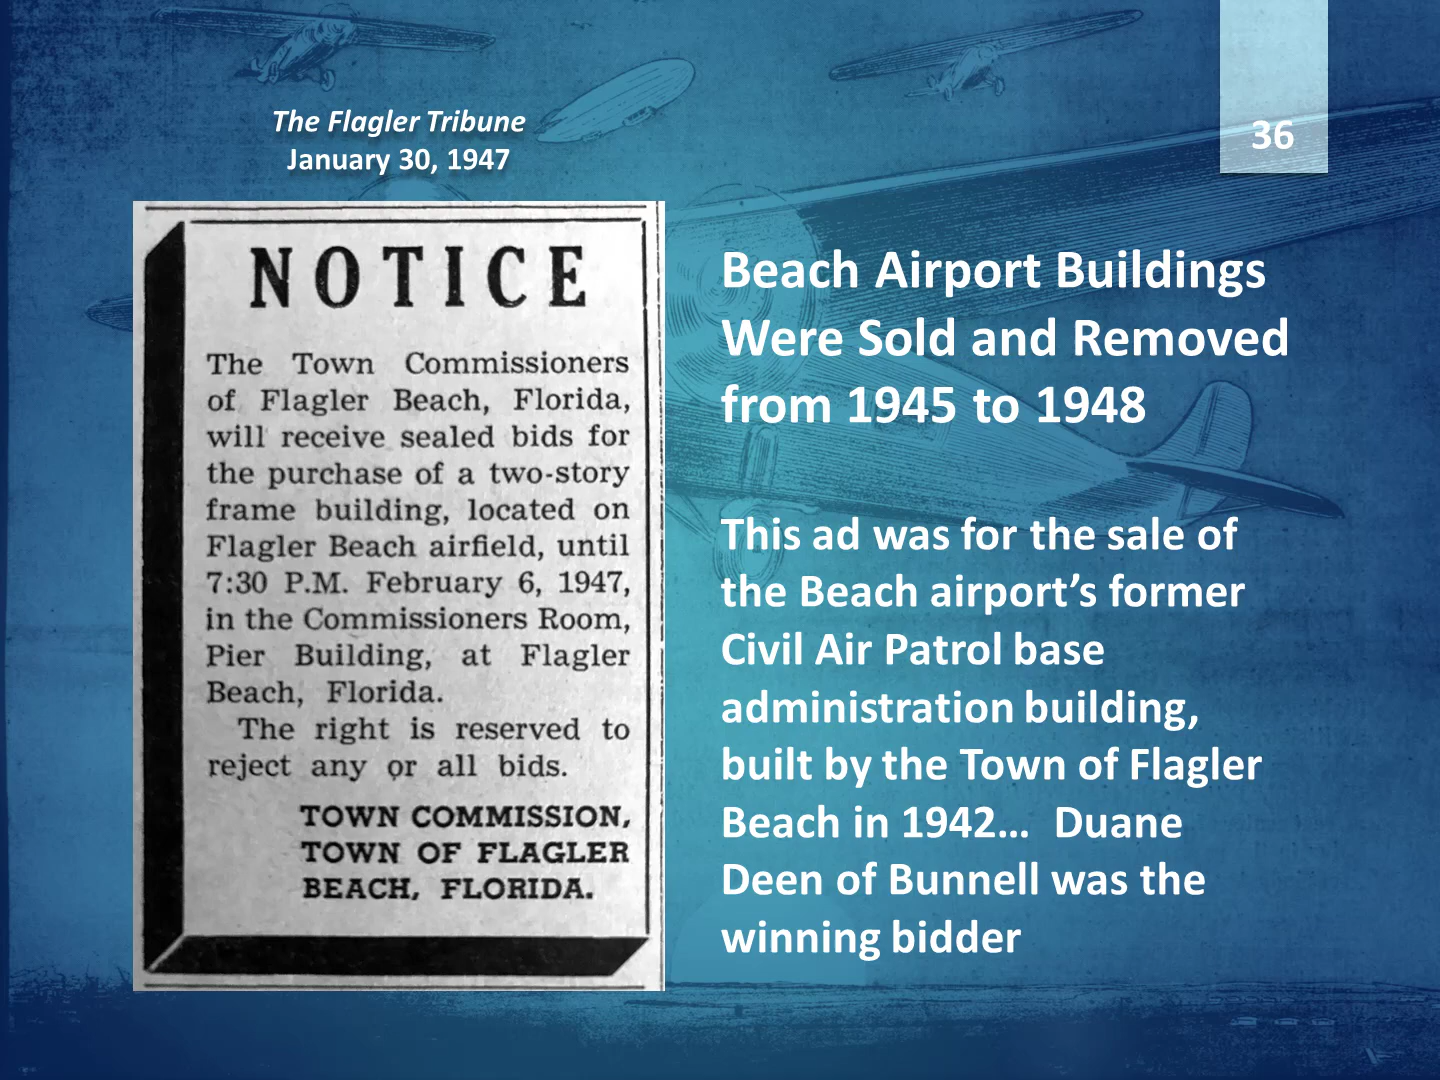 The Flagler Tribune
January 30, 1947
36
NOTICE
The Town Commissioners
of Flagler Beach, Florida,
will receive sealed bids for
the purchase of a two-story
frame building, located on
Flagler Beach airfield, until
7:30 P.M. February 6, 1947,
in the Commissioners Room,
Pier Building, at Flagler
Beach, Florida.
The right is reserved to
reject any or all bids.
TOWN COMMISSION,
TOWN OF FLAGLER
BEACH, FLORIDA.
Beach Airport Buildings
Were Sold and Removed
from 1945 to 1948
This ad was for the sale of
the Beach airport’s former
Civil Air Patrol base
administration building,
built by the Town of Flagler
Beach in 1942… Duane
Deen of Bunnell was the
winning bidder